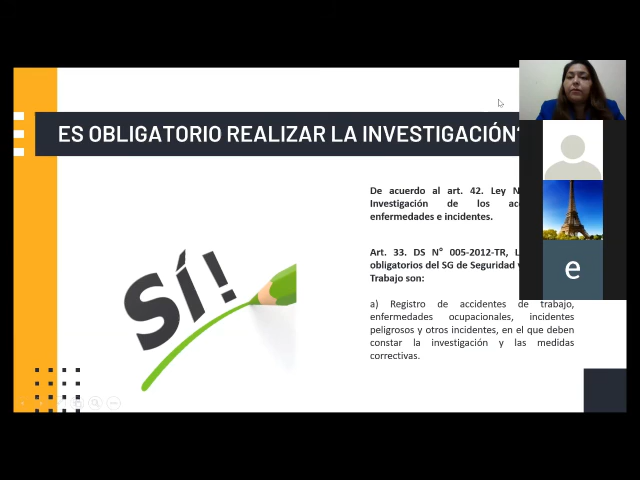 ES OBLIGATORIO REALIZAR LA INVESTIGACIÓN
De acuerdo al art. 42. Ley
Investigación de los
enfermedades e incidentes.
SÍ!
Art. 33. DS N° 005-2012-TR,
obligatorios del SG de Seguridad
Trabajo son:
a) Registro de accidentes de trabajo,
enfermedades ocupacionales, incidentes
peligrosos y otros incidentes, en el que deben
constar la investigación y las medidas
correctivas.
e